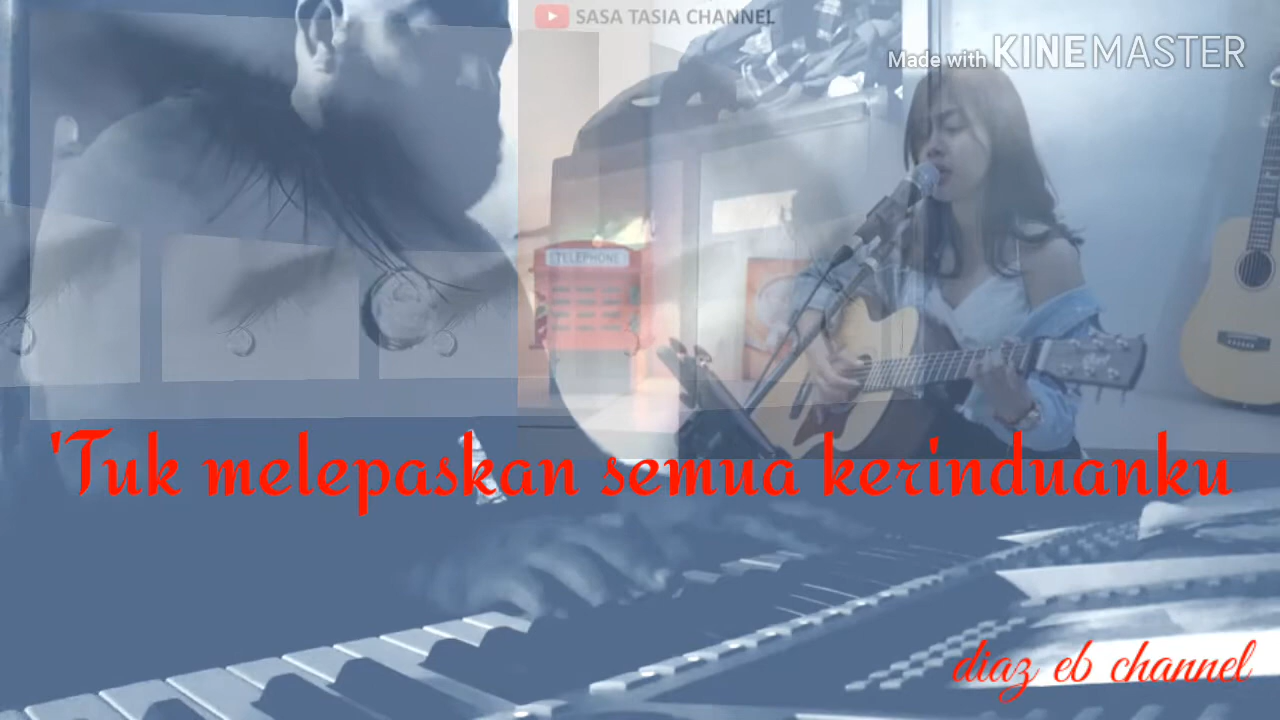 SASA TASIA CHANNEL
Made with KINEMASTER
TELEPHONE
'Tuk melepaskan semua kerinduanku
diaz eb channel